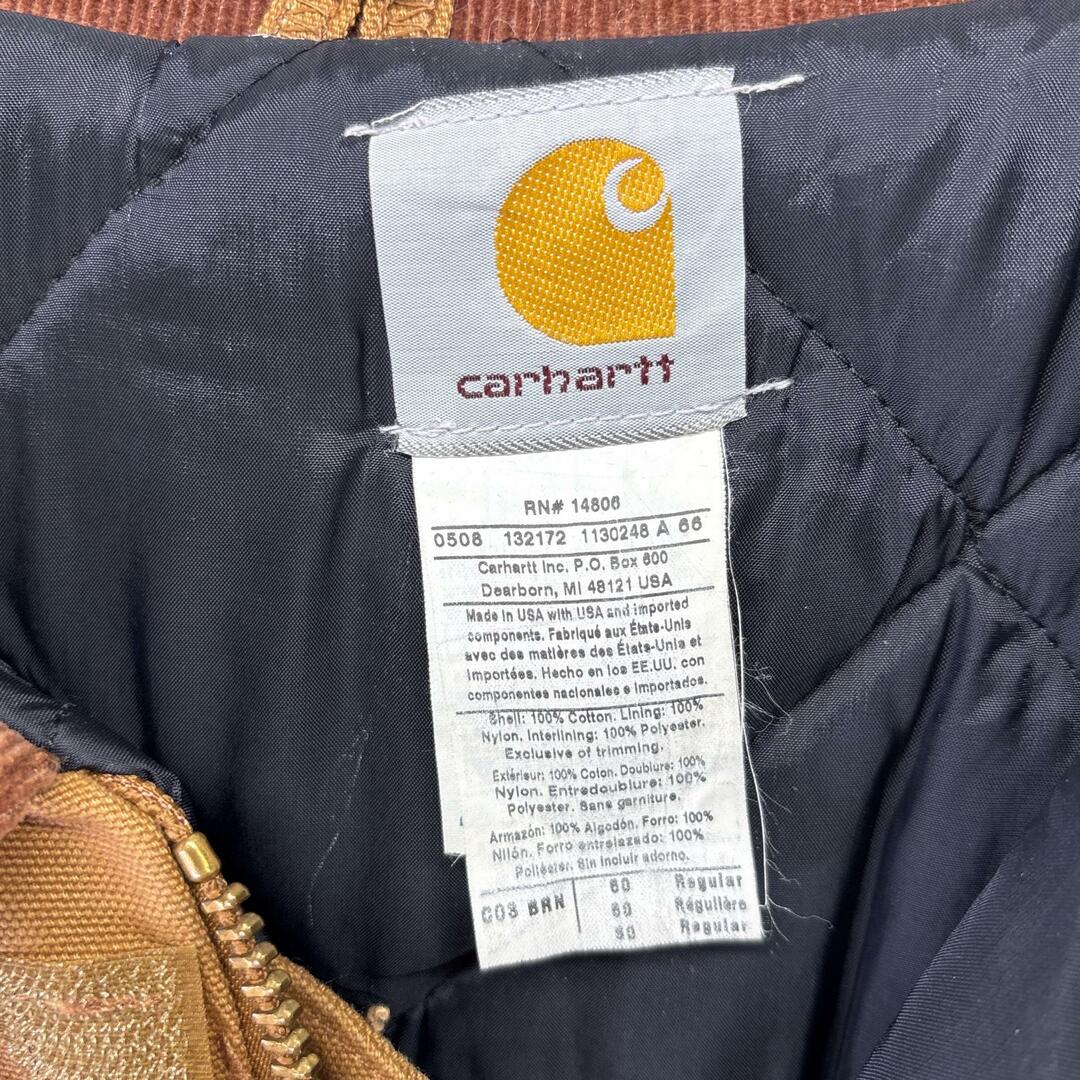 carhartt
RN# 14806
0508 132172 1130248 A 66
Carhartt Inc. P.O. Box 600
Dearborn, MI 48121 USA
Made in USA with USA and imported
components. Fabriqué aux États-Unis
avec des matières des États-Unis et
importées. Hecho en los EE.UU. con
componentes nacionales e importados.
Shell: 100% Cotton. Lining: 100%
Nylon. Interlining: 100% Polyester.
Exclusive of trimming.
Extérieur: 100% Coton. Doublure: 100%
Nylon. Entredoublure: 100%
Polyester. Sans garniture.
Armazón: 100% Algodón. Forro: 100%
Nilón. Forro entrelazado: 100%
Poliéster. Sin incluir adorno.
C03 BRN
60 Regular
60 Régulière
60 Regular